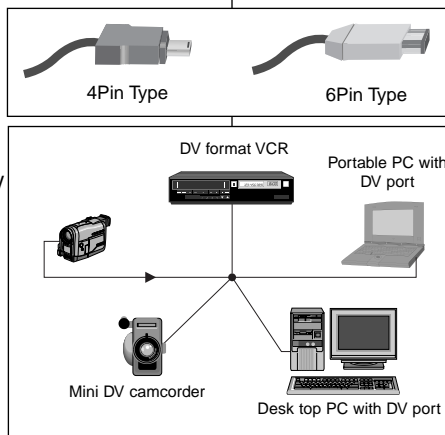 4Pin Type
6Pin Type
DV format VCR
Portable PC with
DV port
Mini DV camcorder
Desk top PC with DV port